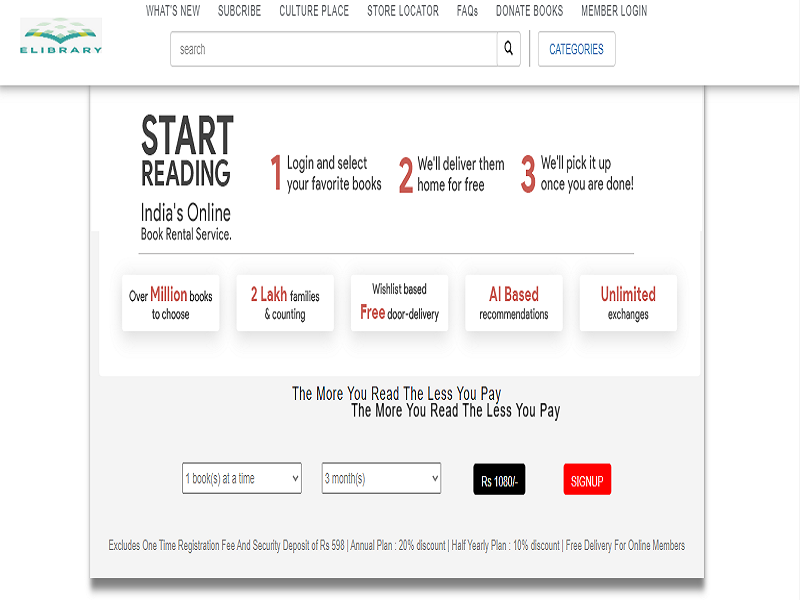 WHAT'S NEW SUBCRIBE CULTURE PLACE STORE LOCATOR FAQs DONATE BOOKS MEMBER LOGIN
ELIBRARY
search
CATEGORIES
START
READING
India's Online
Book Rental Service.
1 Login and select
your favorite books
2 We'll deliver them
home for free
3 We'll pick it up
once you are done!
Over Million books
to choose
2 Lakh families
& counting
Wishlist based
Free door-delivery
AI Based
recommendations
Unlimited
exchanges
The More You Read The Less You Pay
The More You Read The Less You Pay
1 book(s) at a time
3 month(s)
Rs 1080/-
SIGNUP
Excludes One Time Registration Fee And Security Deposit of Rs 598 | Annual Plan : 20% discount | Half Yearly Plan : 10% discount | Free Delivery For Online Members